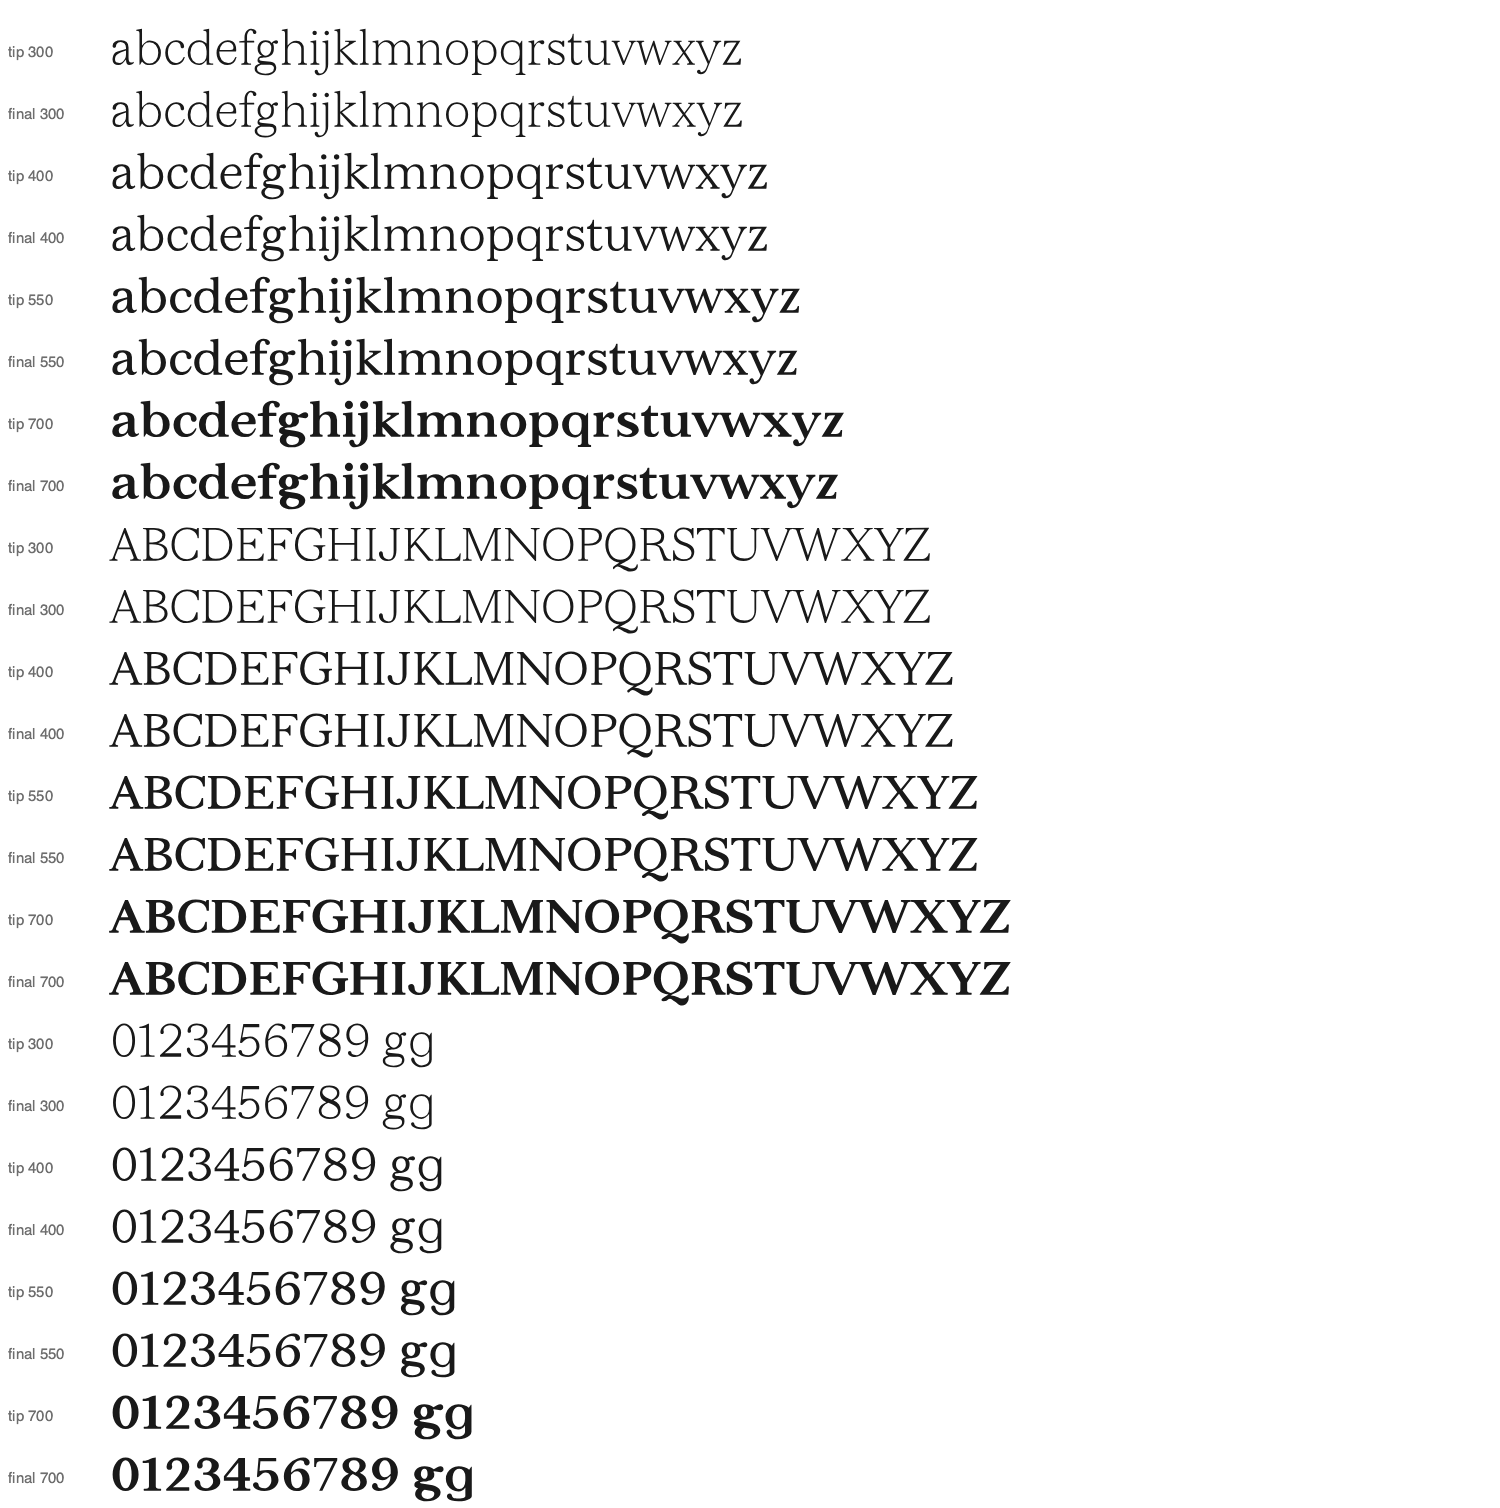 tip 300 abcdefghijklmnopqrstuvwxyz
final 300 abcdefghijklmnopqrstuvwxyz
tip 400 abcdefghijklmnopqrstuvwxyz
final 400 abcdefghijklmnopqrstuvwxyz
tip 550 abcdefghijklmnopqrstuvwxyz
final 550 abcdefghijklmnopqrstuvwxyz
tip 700 abcdefghijklmnopqrstuvwxyz
final 700 abcdefghijklmnopqrstuvwxyz
tip 300 ABCDEFGHIJKLMNOPQRSTUVWXYZ
final 300 ABCDEFGHIJKLMNOPQRSTUVWXYZ
tip 400 ABCDEFGHIJKLMNOPQRSTUVWXYZ
final 400 ABCDEFGHIJKLMNOPQRSTUVWXYZ
tip 550 ABCDEFGHIJKLMNOPQRSTUVWXYZ
final 550 ABCDEFGHIJKLMNOPQRSTUVWXYZ
tip 700 ABCDEFGHIJKLMNOPQRSTUVWXYZ
final 700 ABCDEFGHIJKLMNOPQRSTUVWXYZ
tip 300 0123456789 gg
final 300 0123456789 gg
tip 400 0123456789 gg
final 400 0123456789 gg
tip 550 0123456789 gg
final 550 0123456789 gg
tip 700 0123456789 gg
final 700 0123456789 gg